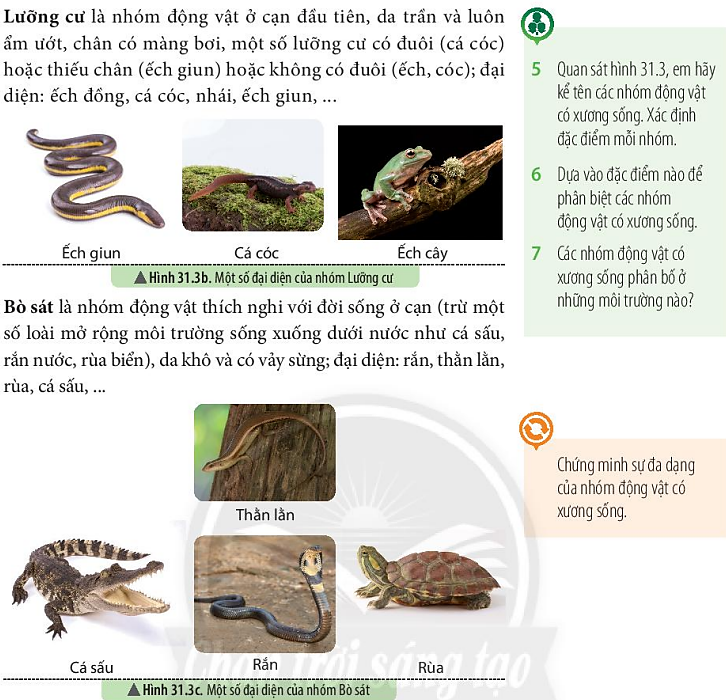 Lưỡng cư là nhóm động vật ở cạn đầu tiên, da trần và luôn
ẩm ướt, chân có màng bơi, một số lưỡng cư có đuôi (cá cóc)
hoặc thiếu chân (ếch giun) hoặc không có đuôi (ếch, cóc); đại
diện: ếch đồng, cá cóc, nhái, ếch giun, ...
Ếch giun
Cá cóc
Ếch cây
▲Hình 31.3b. Một số đại diện của nhóm Lưỡng cư
Bò sát là nhóm động vật thích nghi với đời sống ở cạn (trừ một
số loài mở rộng môi trường sống xuống dưới nước như cá sấu,
rắn nước, rùa biển), da khô và có vảy sừng; đại diện: rắn, thằn lằn,
rùa, cá sấu, ...
Thằn lằn
Cá sấu
Rắn
Rùa
▲Hình 31.3c. Một số đại diện của nhóm Bò sát
5 Quan sát hình 31.3, em hãy
kể tên các nhóm động vật
có xương sống. Xác định
đặc điểm mỗi nhóm.
6 Dựa vào đặc điểm nào để
phân biệt các nhóm
động vật có xương sống.
7 Các nhóm động vật có
xương sống phân bố ở
những môi trường nào?
Chứng minh sự đa dạng
của nhóm động vật có
xương sống.
Chân trời sáng tạo